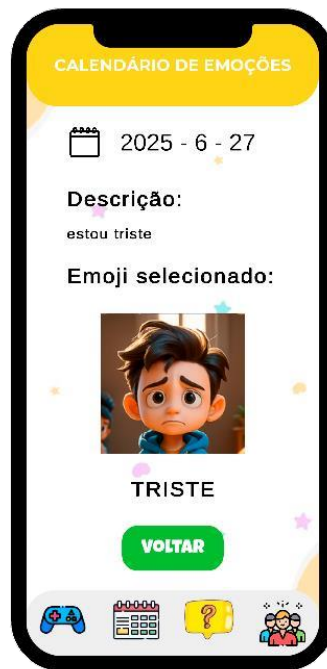 CALENDÁRIO DE EMOÇÕES
2025 - 6 - 27
Descrição:
estou triste
Emoji selecionado:
TRISTE
VOLTAR
?